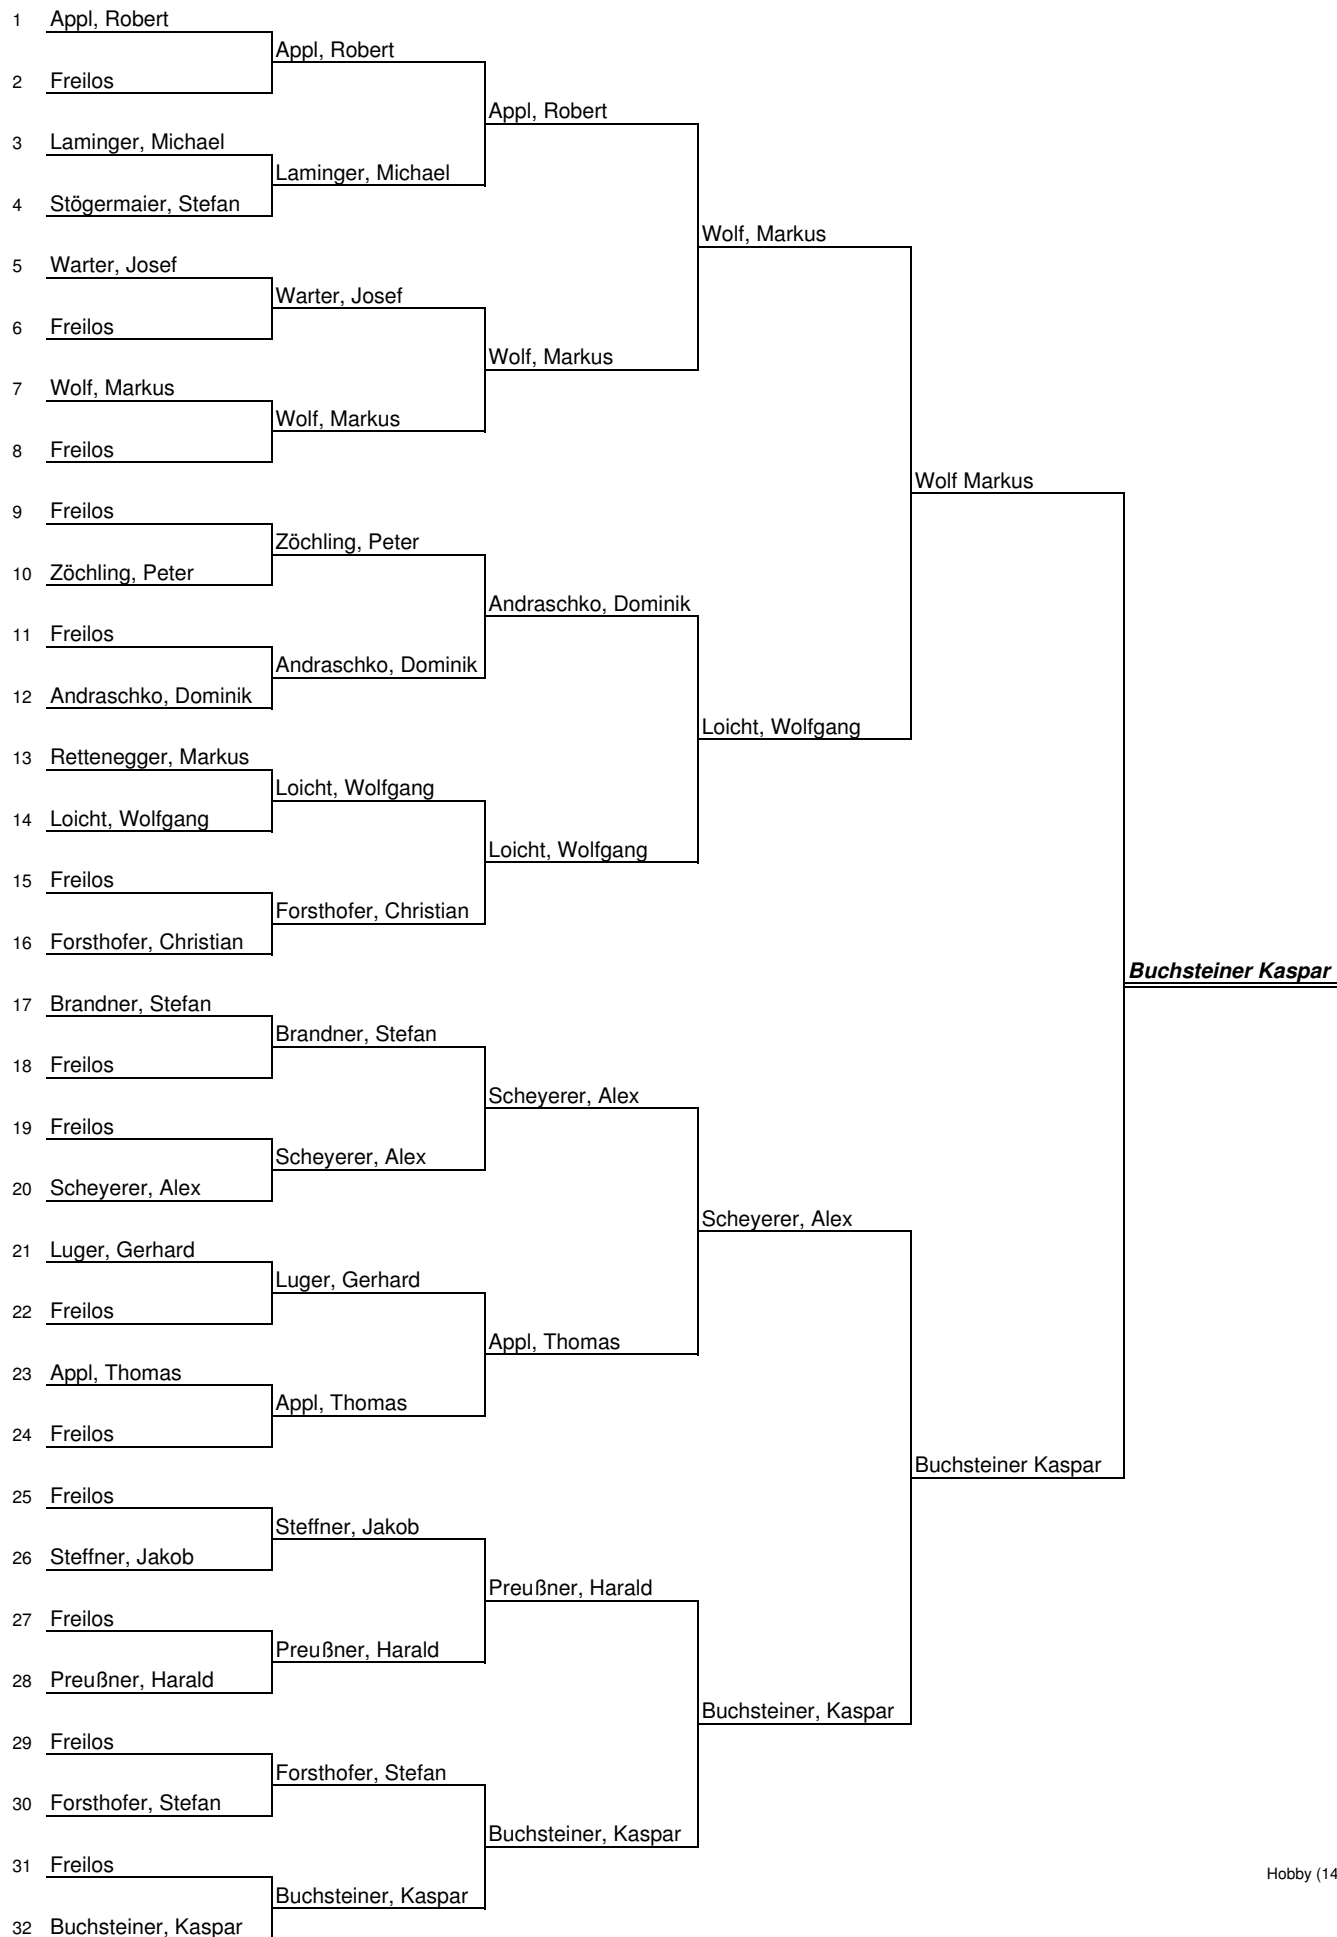 1 Appl, Robert
Appl, Robert
2 Freilos
Appl, Robert
3 Laminger, Michael
Laminger, Michael
4 Stögermaier, Stefan
Wolf, Markus
5 Warter, Josef
Warter, Josef
6 Freilos
Wolf, Markus
7 Wolf, Markus
Wolf, Markus
8 Freilos
Wolf Markus
9 Freilos
Zöchling, Peter
10 Zöchling, Peter
Andraschko, Dominik
11 Freilos
Andraschko, Dominik
12 Andraschko, Dominik
Loicht, Wolfgang
13 Rettenegger, Markus
Loicht, Wolfgang
14 Loicht, Wolfgang
Loicht, Wolfgang
15 Freilos
Forsthofer, Christian
16 Forsthofer, Christian
Buchsteiner Kaspar
17 Brandner, Stefan
Brandner, Stefan
18 Freilos
Scheyerer, Alex
19 Freilos
Scheyerer, Alex
20 Scheyerer, Alex
Scheyerer, Alex
21 Luger, Gerhard
Luger, Gerhard
22 Freilos
Appl, Thomas
23 Appl, Thomas
Appl, Thomas
24 Freilos
Buchsteiner Kaspar
25 Freilos
Steffner, Jakob
26 Steffner, Jakob
Preußner, Harald
27 Freilos
Preußner, Harald
28 Preußner, Harald
Buchsteiner, Kaspar
29 Freilos
Forsthofer, Stefan
30 Forsthofer, Stefan
Buchsteiner, Kaspar
31 Freilos
Hobby (14
Buchsteiner, Kaspar
32 Buchsteiner, Kaspar